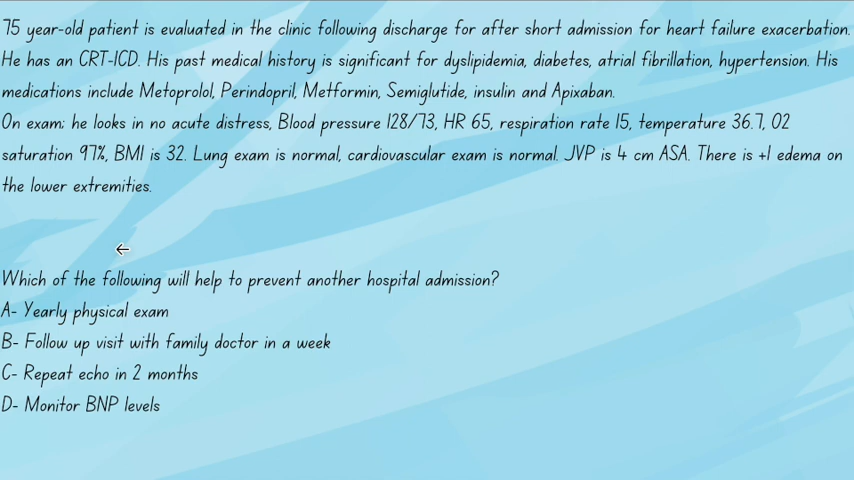 75 year-old patient is evaluated in the clinic following discharge for after short admission for heart failure exacerbation.
He has an CRT-ICD. His past medical history is significant for dyslipidemia, diabetes, atrial fibrillation, hypertension. His
medications include Metoprolol, Perindopril, Metformin, Semiglutide, insulin and Apixaban.
On exam; he looks in no acute distress, Blood pressure 128/73, HR 65, respiration rate 15, temperature 36.7, O2
saturation 97%, BMI is 32. Lung exam is normal, cardiovascular exam is normal. JVP is 4 cm ASA. There is +1 edema on
the lower extremities.
Which of the following will help to prevent another hospital admission?
A- Yearly physical exam
B- Follow up visit with family doctor in a week
C- Repeat echo in 2 months
D- Monitor BNP levels